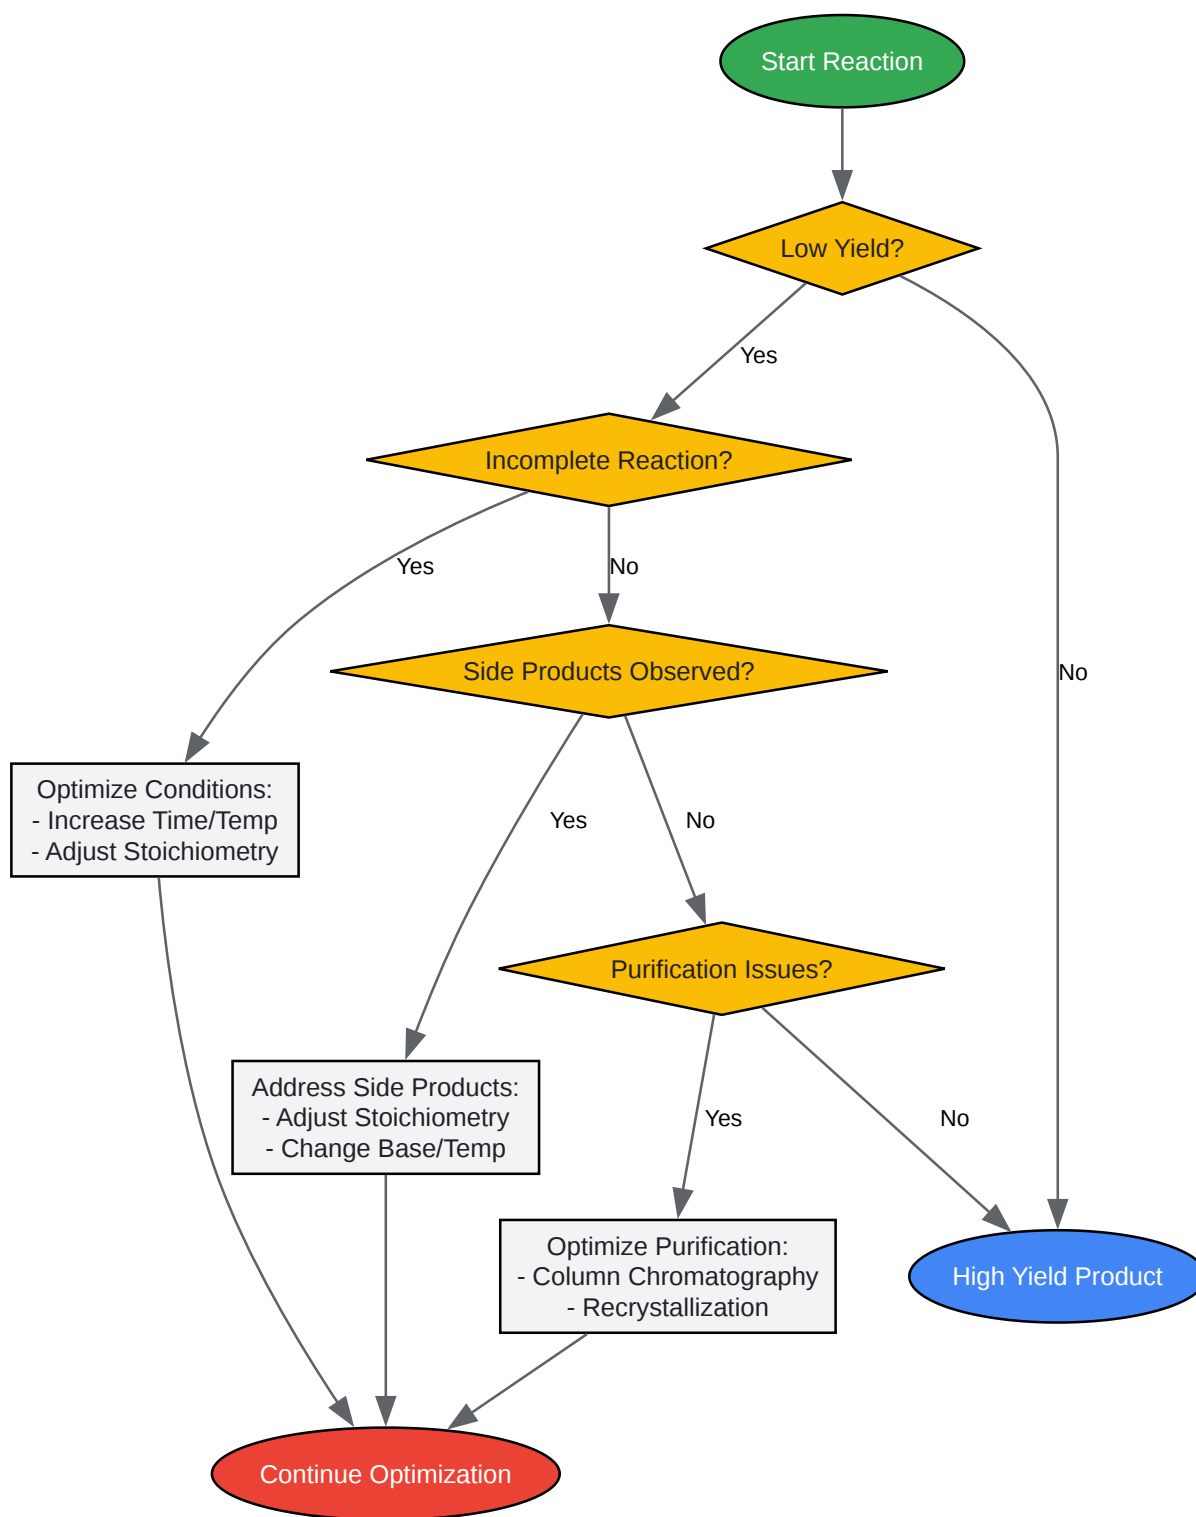 Start Reaction
Low Yield?
Yes
Incomplete Reaction?
Yes
No
Side Products Observed?
No
Optimize Conditions:
- Increase Time/Temp
- Adjust Stoichiometry
Yes
No
Purification Issues?
Address Side Products:
- Adjust Stoichiometry
- Change Base/Temp
Yes
No
Optimize Purification:
- Column Chromatography
- Recrystallization
High Yield Product
Continue Optimization